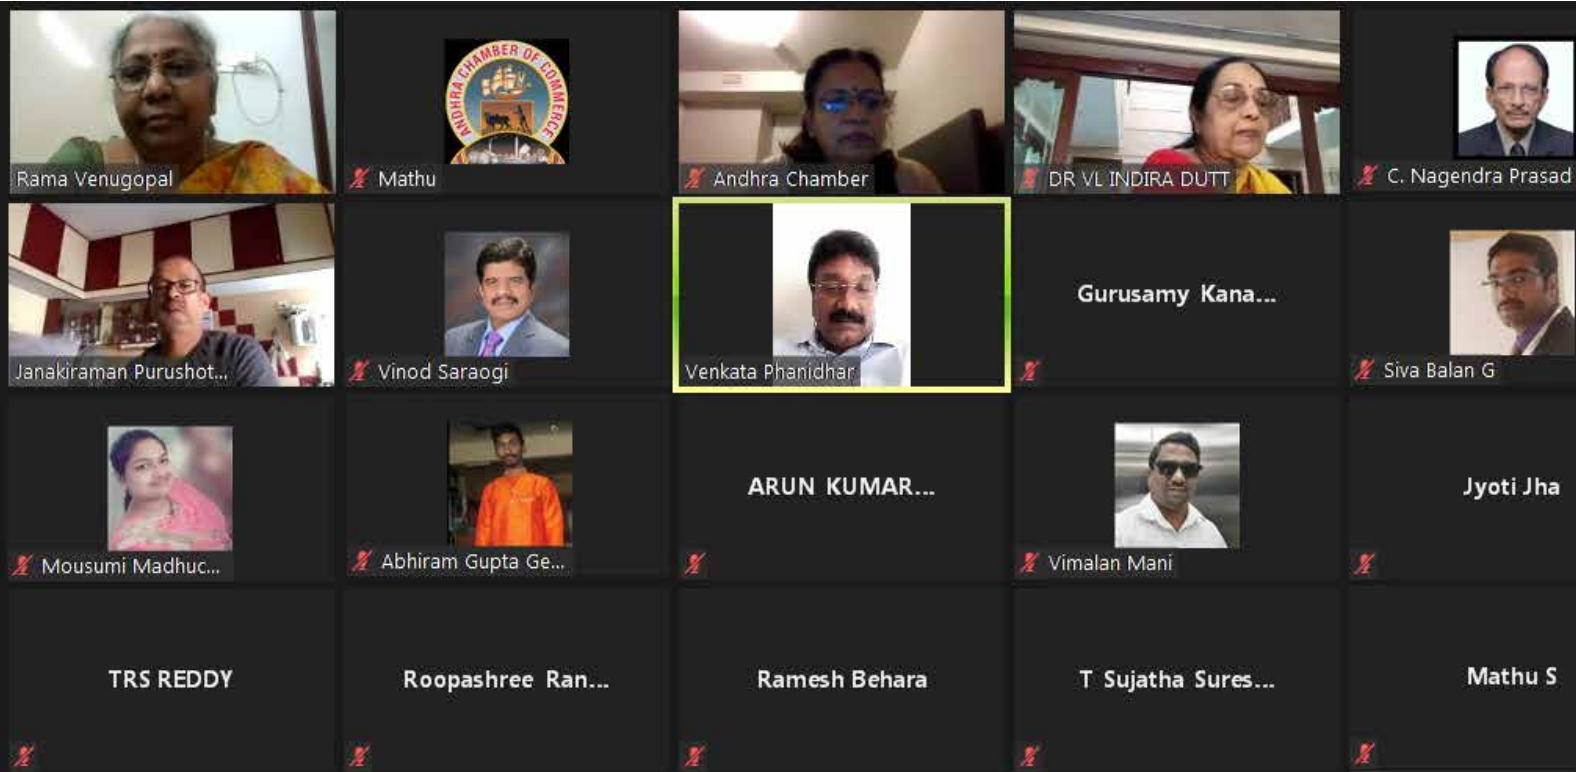 Rama Venugopal
ANDHRA CHAMBER OF COMMERCE
Mathu
Andhra Chamber
DR VL INDIRA DUTT
C. Nagendra Prasad
Janakiraman Purushot...
Vinod Saraogi
Venkata Phanidhar
Gurusamy Kana...
Siva Balan G
Mousumi Madhuc...
Abhiram Gupta Ge...
ARUN KUMAR...
Vimalan Mani
Jyoti Jha
TRS REDDY
Roopashree Ran...
Ramesh Behara
T Sujatha Sures...
Mathu S